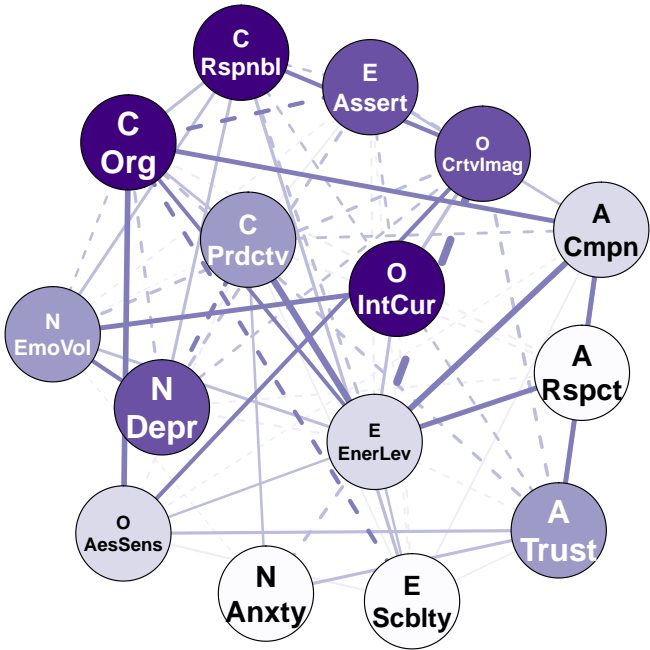 C
Rspnbl
E
Assert
C
Org
O
CrtvImag
A
Cmpn
C
Prdctv
O
IntCur
N
EmoVol
A
Rspct
N
Depr
E
EnerLev
O
AesSens
A
Trust
N
Anxty
E
Scblty